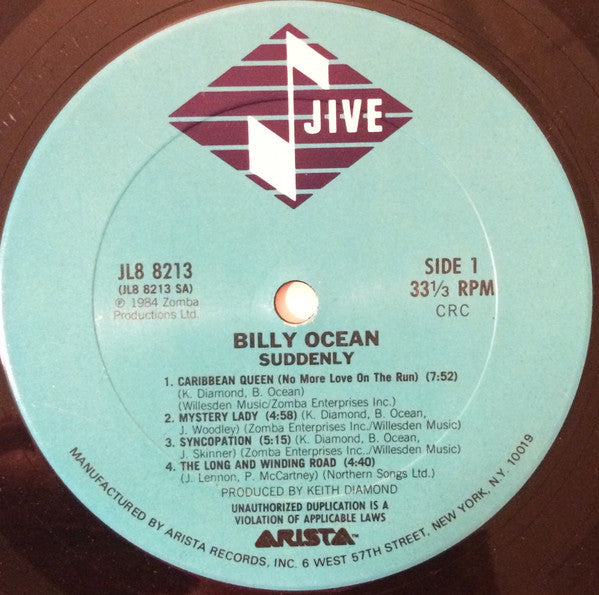 JIVE
JL8 8213
(JL8 8213 SA)
℗ 1984 Zomba
Productions Ltd.
SIDE 1
33 1/3 RPM
CRC
BILLY OCEAN
SUDDENLY
1. CARIBBEAN QUEEN (No More Love On The Run) (7:52)
(K. Diamond, B. Ocean)
(Willesden Music/Zomba Enterprises Inc.)
2. MYSTERY LADY (4:58) (K. Diamond, B. Ocean,
J. Woodley) (Zomba Enterprises Inc./Willesden Music)
3. SYNCOPATION (5:15) (K. Diamond, B. Ocean,
J. Skinner) (Zomba Enterprises Inc./Willesden Music)
4. THE LONG AND WINDING ROAD (4:40)
(J. Lennon, P. McCartney) (Northern Songs Ltd.)
PRODUCED BY KEITH DIAMOND
UNAUTHORIZED DUPLICATION IS A
VIOLATION OF APPLICABLE LAWS
ARISTA™
MANUFACTURED BY ARISTA RECORDS, INC. 6 WEST 57TH STREET, NEW YORK, N.Y. 10019